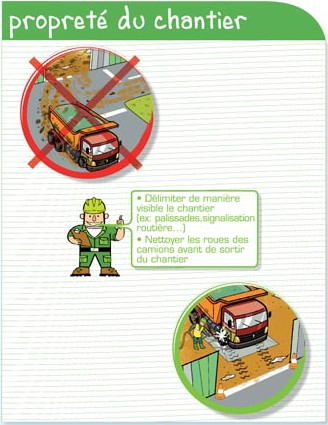 propreté du chantier
• Délimiter de manière
visible le chantier
(ex: palissades,signalisation
routière...)
• Nettoyer les roues des
camions avant de sortir
du chantier